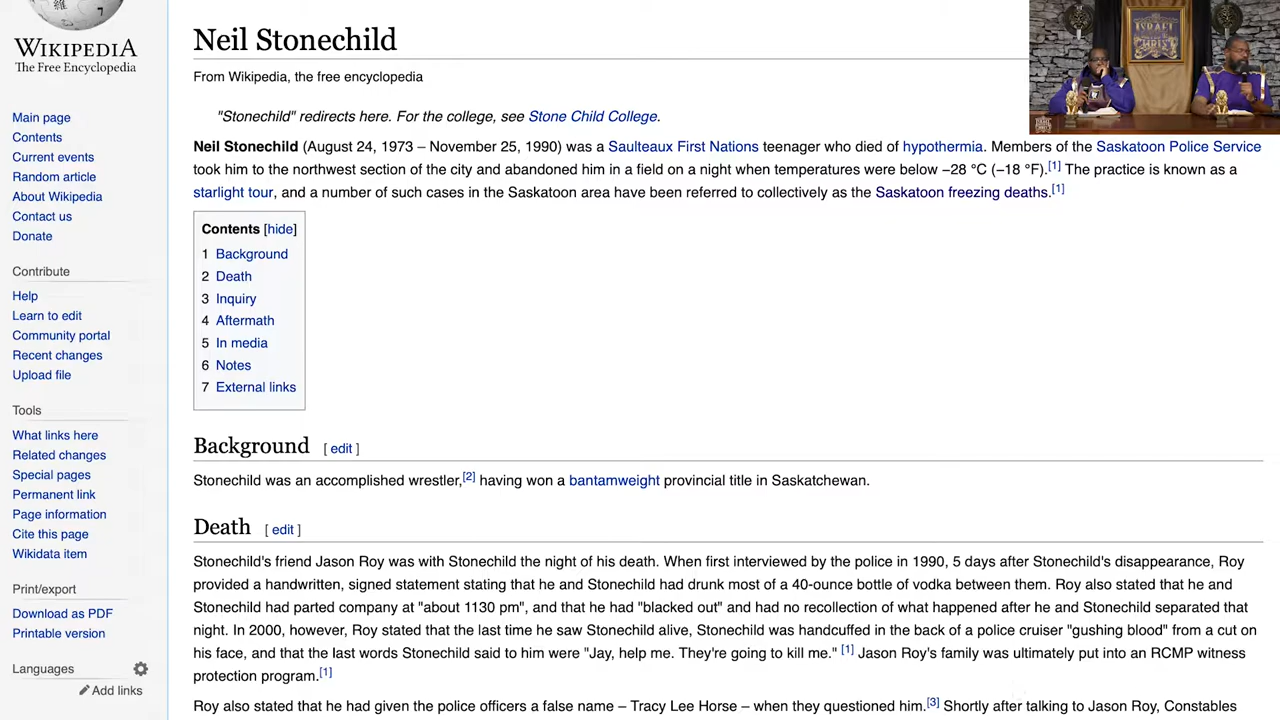 WIKIPEDIA
The Free Encyclopedia
Main page
Contents
Current events
Random article
About Wikipedia
Contact us
Donate
Contribute
Help
Learn to edit
Community portal
Recent changes
Upload file
Tools
What links here
Related changes
Special pages
Permanent link
Page information
Cite this page
Wikidata item
Print/export
Download as PDF
Printable version
Languages
Add links
Neil Stonechild
From Wikipedia, the free encyclopedia
"Stonechild" redirects here. For the college, see Stone Child College.
Neil Stonechild (August 24, 1973 – November 25, 1990) was a Saulteaux First Nations teenager who died of hypothermia. Members of the Saskatoon Police Service
took him to the northwest section of the city and abandoned him in a field on a night when temperatures were below −28 °C (−18 °F).[1] The practice is known as a
starlight tour, and a number of such cases in the Saskatoon area have been referred to collectively as the Saskatoon freezing deaths.[1]
Contents [hide]
1 Background
2 Death
3 Inquiry
4 Aftermath
5 In media
6 Notes
7 External links
Background [ edit ]
Stonechild was an accomplished wrestler,[2] having won a bantamweight provincial title in Saskatchewan.
Death [ edit ]
Stonechild's friend Jason Roy was with Stonechild the night of his death. When first interviewed by the police in 1990, 5 days after Stonechild's disappearance, Roy
provided a handwritten, signed statement stating that he and Stonechild had drunk most of a 40-ounce bottle of vodka between them. Roy also stated that he and
Stonechild had parted company at "about 1130 pm", and that he had "blacked out" and had no recollection of what happened after he and Stonechild separated that
night. In 2000, however, Roy stated that the last time he saw Stonechild alive, Stonechild was handcuffed in the back of a police cruiser "gushing blood" from a cut on
his face, and that the last words Stonechild said to him were "Jay, help me. They're going to kill me." [1] Jason Roy's family was ultimately put into an RCMP witness
protection program.[1]
Roy also stated that he had given the police officers a false name – Tracy Lee Horse – when they questioned him.[3] Shortly after talking to Jason Roy, Constables
ISRAEL
CHRIST